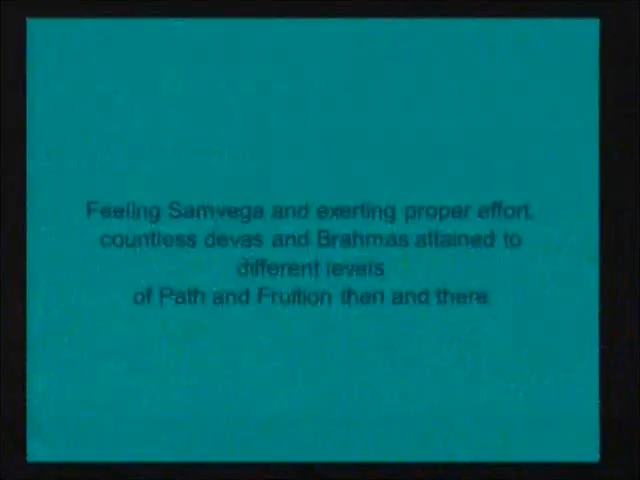 Feeling Samvega and exerting proper effort,
countless devas and Brahmas attained to
different levels
of Path and Fruition then and there